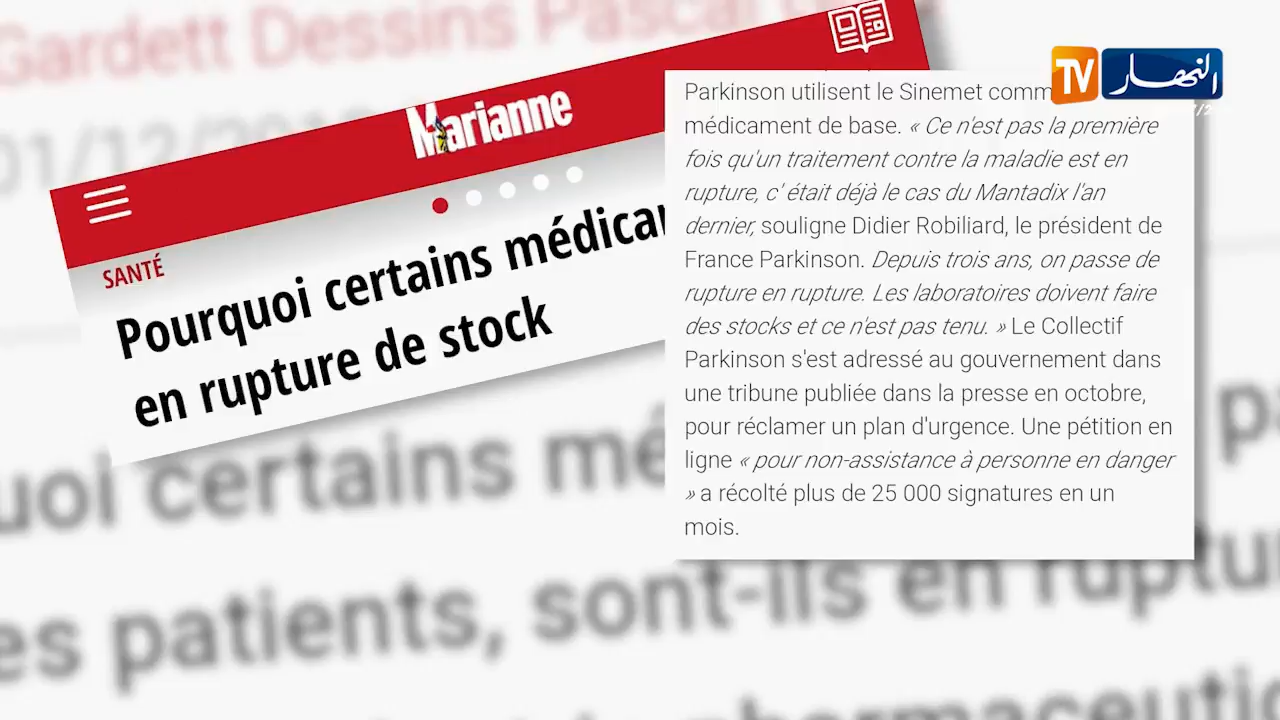 Gardett Dessins Pascal
01/12/20
Marianne
SANTÉ
Pourquoi certains médica
en rupture de stock
TV النهار
Parkinson utilisent le Sinemet comm
médicament de base. « Ce n'est pas la première
fois qu'un traitement contre la maladie est en
rupture, c' était déjà le cas du Mantadix l'an
dernier, souligne Didier Robiliard, le président de
France Parkinson. Depuis trois ans, on passe de
rupture en rupture. Les laboratoires doivent faire
des stocks et ce n'est pas tenu. » Le Collectif
Parkinson s'est adressé au gouvernement dans
une tribune publiée dans la presse en octobre,
pour réclamer un plan d'urgence. Une pétition en
ligne « pour non-assistance à personne en danger
» a récolté plus de 25 000 signatures en un
mois.
uoi certains mé
es patients, sont-ils en ruptu